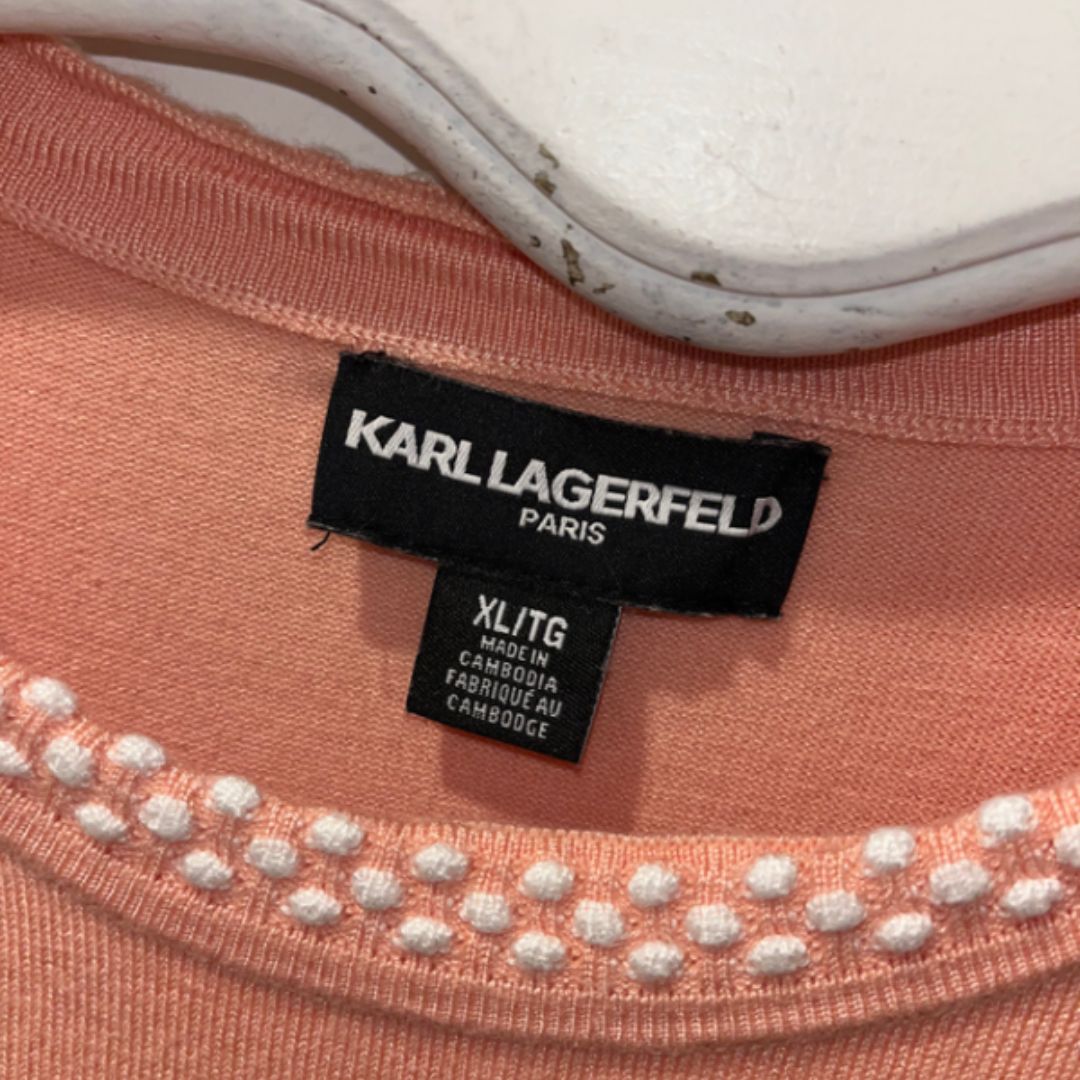 KARL LAGERFELD
PARIS
XL/TG
MADE IN
CAMBODIA
FABRIQUÉ AU
CAMBODGE